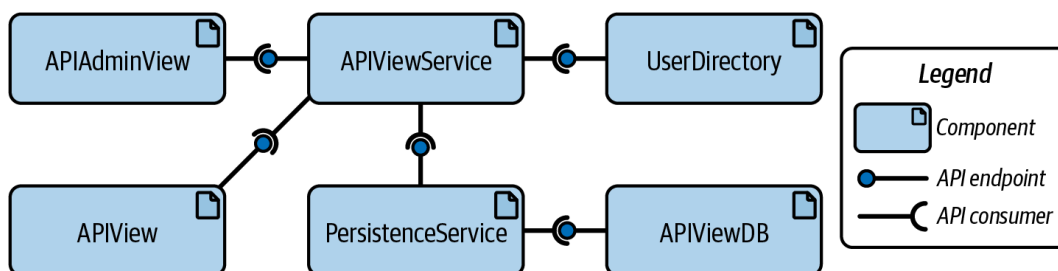 APIAdminView
APIViewService
UserDirectory
APIView
PersistenceService
APIViewDB
Legend
Component
API endpoint
API consumer